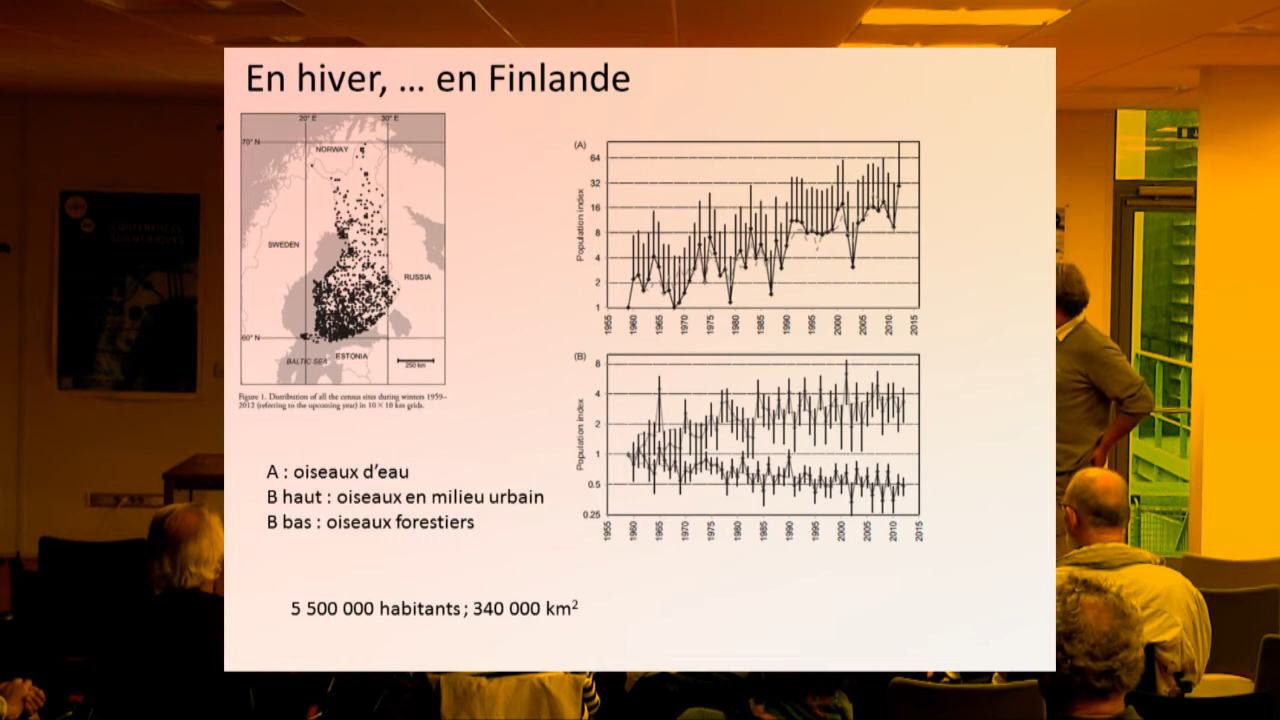 En hiver, ... en Finlande
20° E
30° E
70° N
NORWAY
SWEDEN
RUSSIA
60° N
BALTIC SEA
ESTONIA
250 km
Figure 1. Distribution of all the census sites during winters 1959–
2012 (referring to the upcoming year) in 10 × 10 km grids.
(A)
Population index
64
32
16
8
4
2
1
1955
1960
1965
1970
1975
1980
1985
1990
1995
2000
2005
2010
2015
(B)
Population index
8
4
2
1
0.5
0.25
1955
1960
1965
1970
1975
1980
1985
1990
1995
2000
2005
2010
2015
A : oiseaux d'eau
B haut : oiseaux en milieu urbain
B bas : oiseaux forestiers
5 500 000 habitants ; 340 000 km²
CONFÉRENCES
SCIENTIFIQUES